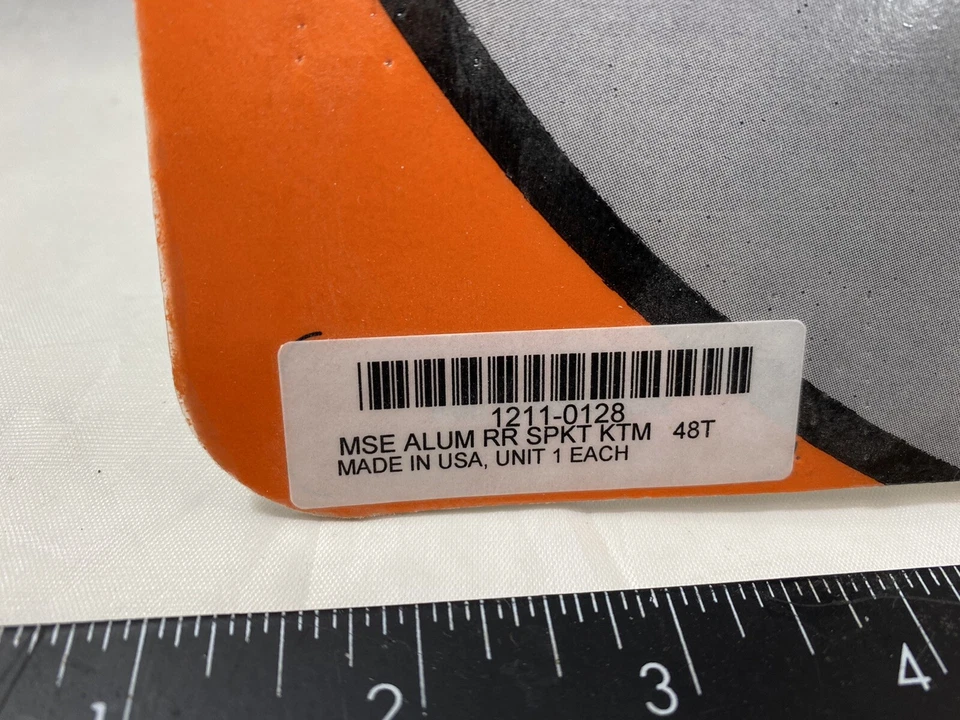 1211-0128
MSE ALUM RR SPKT KTM 48T
MADE IN USA, UNIT 1 EACH
1 2 3 4